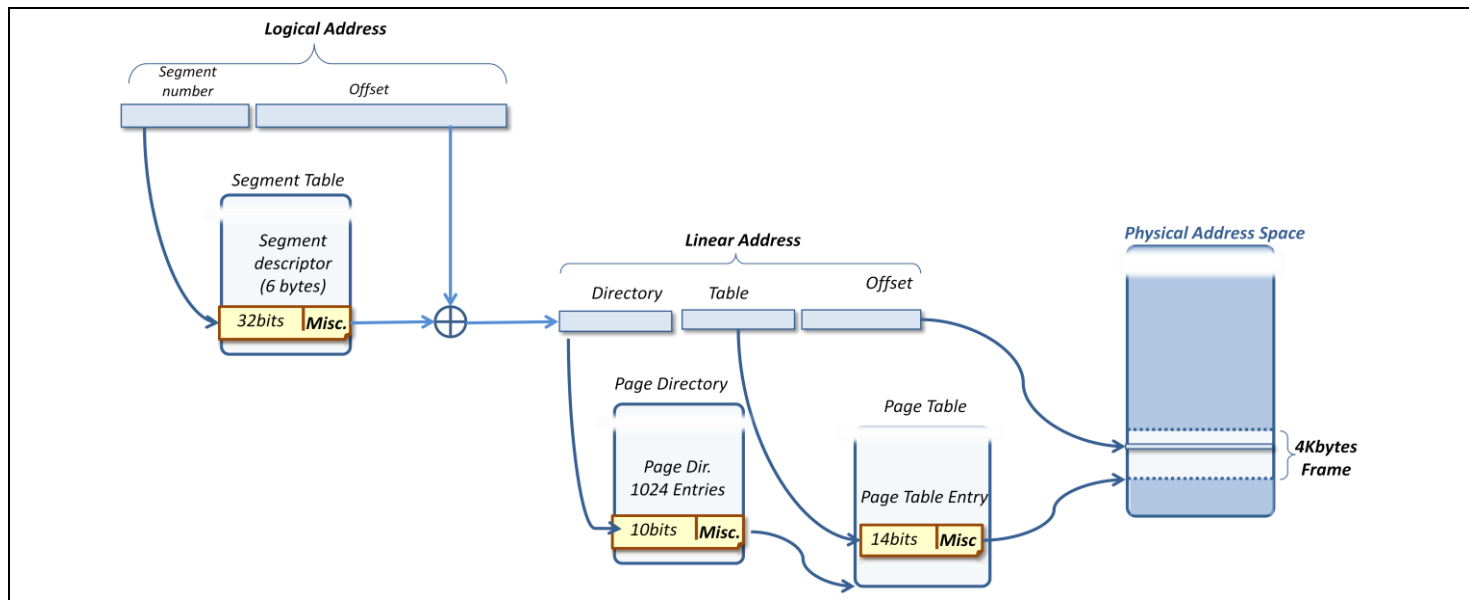 Logical Address
Segment
number
Offset
Segment Table
Segment
descriptor
(6 bytes)
32bits
Misc.
Linear Address
Directory
Table
Offset
Page Directory
Page Dir.
1024 Entries
10bits
Misc.
Page Table
Page Table Entry
14bits
Misc
Physical Address Space
4Kbytes
Frame